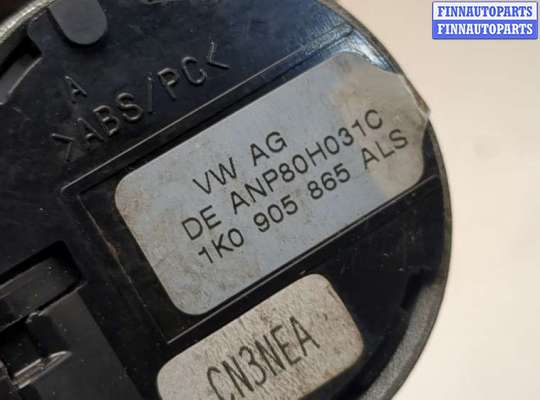 FINNAUTOPARTS
FINNAUTOPARTS
A
>ABS/PC<
VW AG
DE ANP80H031C
1K0 905 865 ALS
CN3NEA